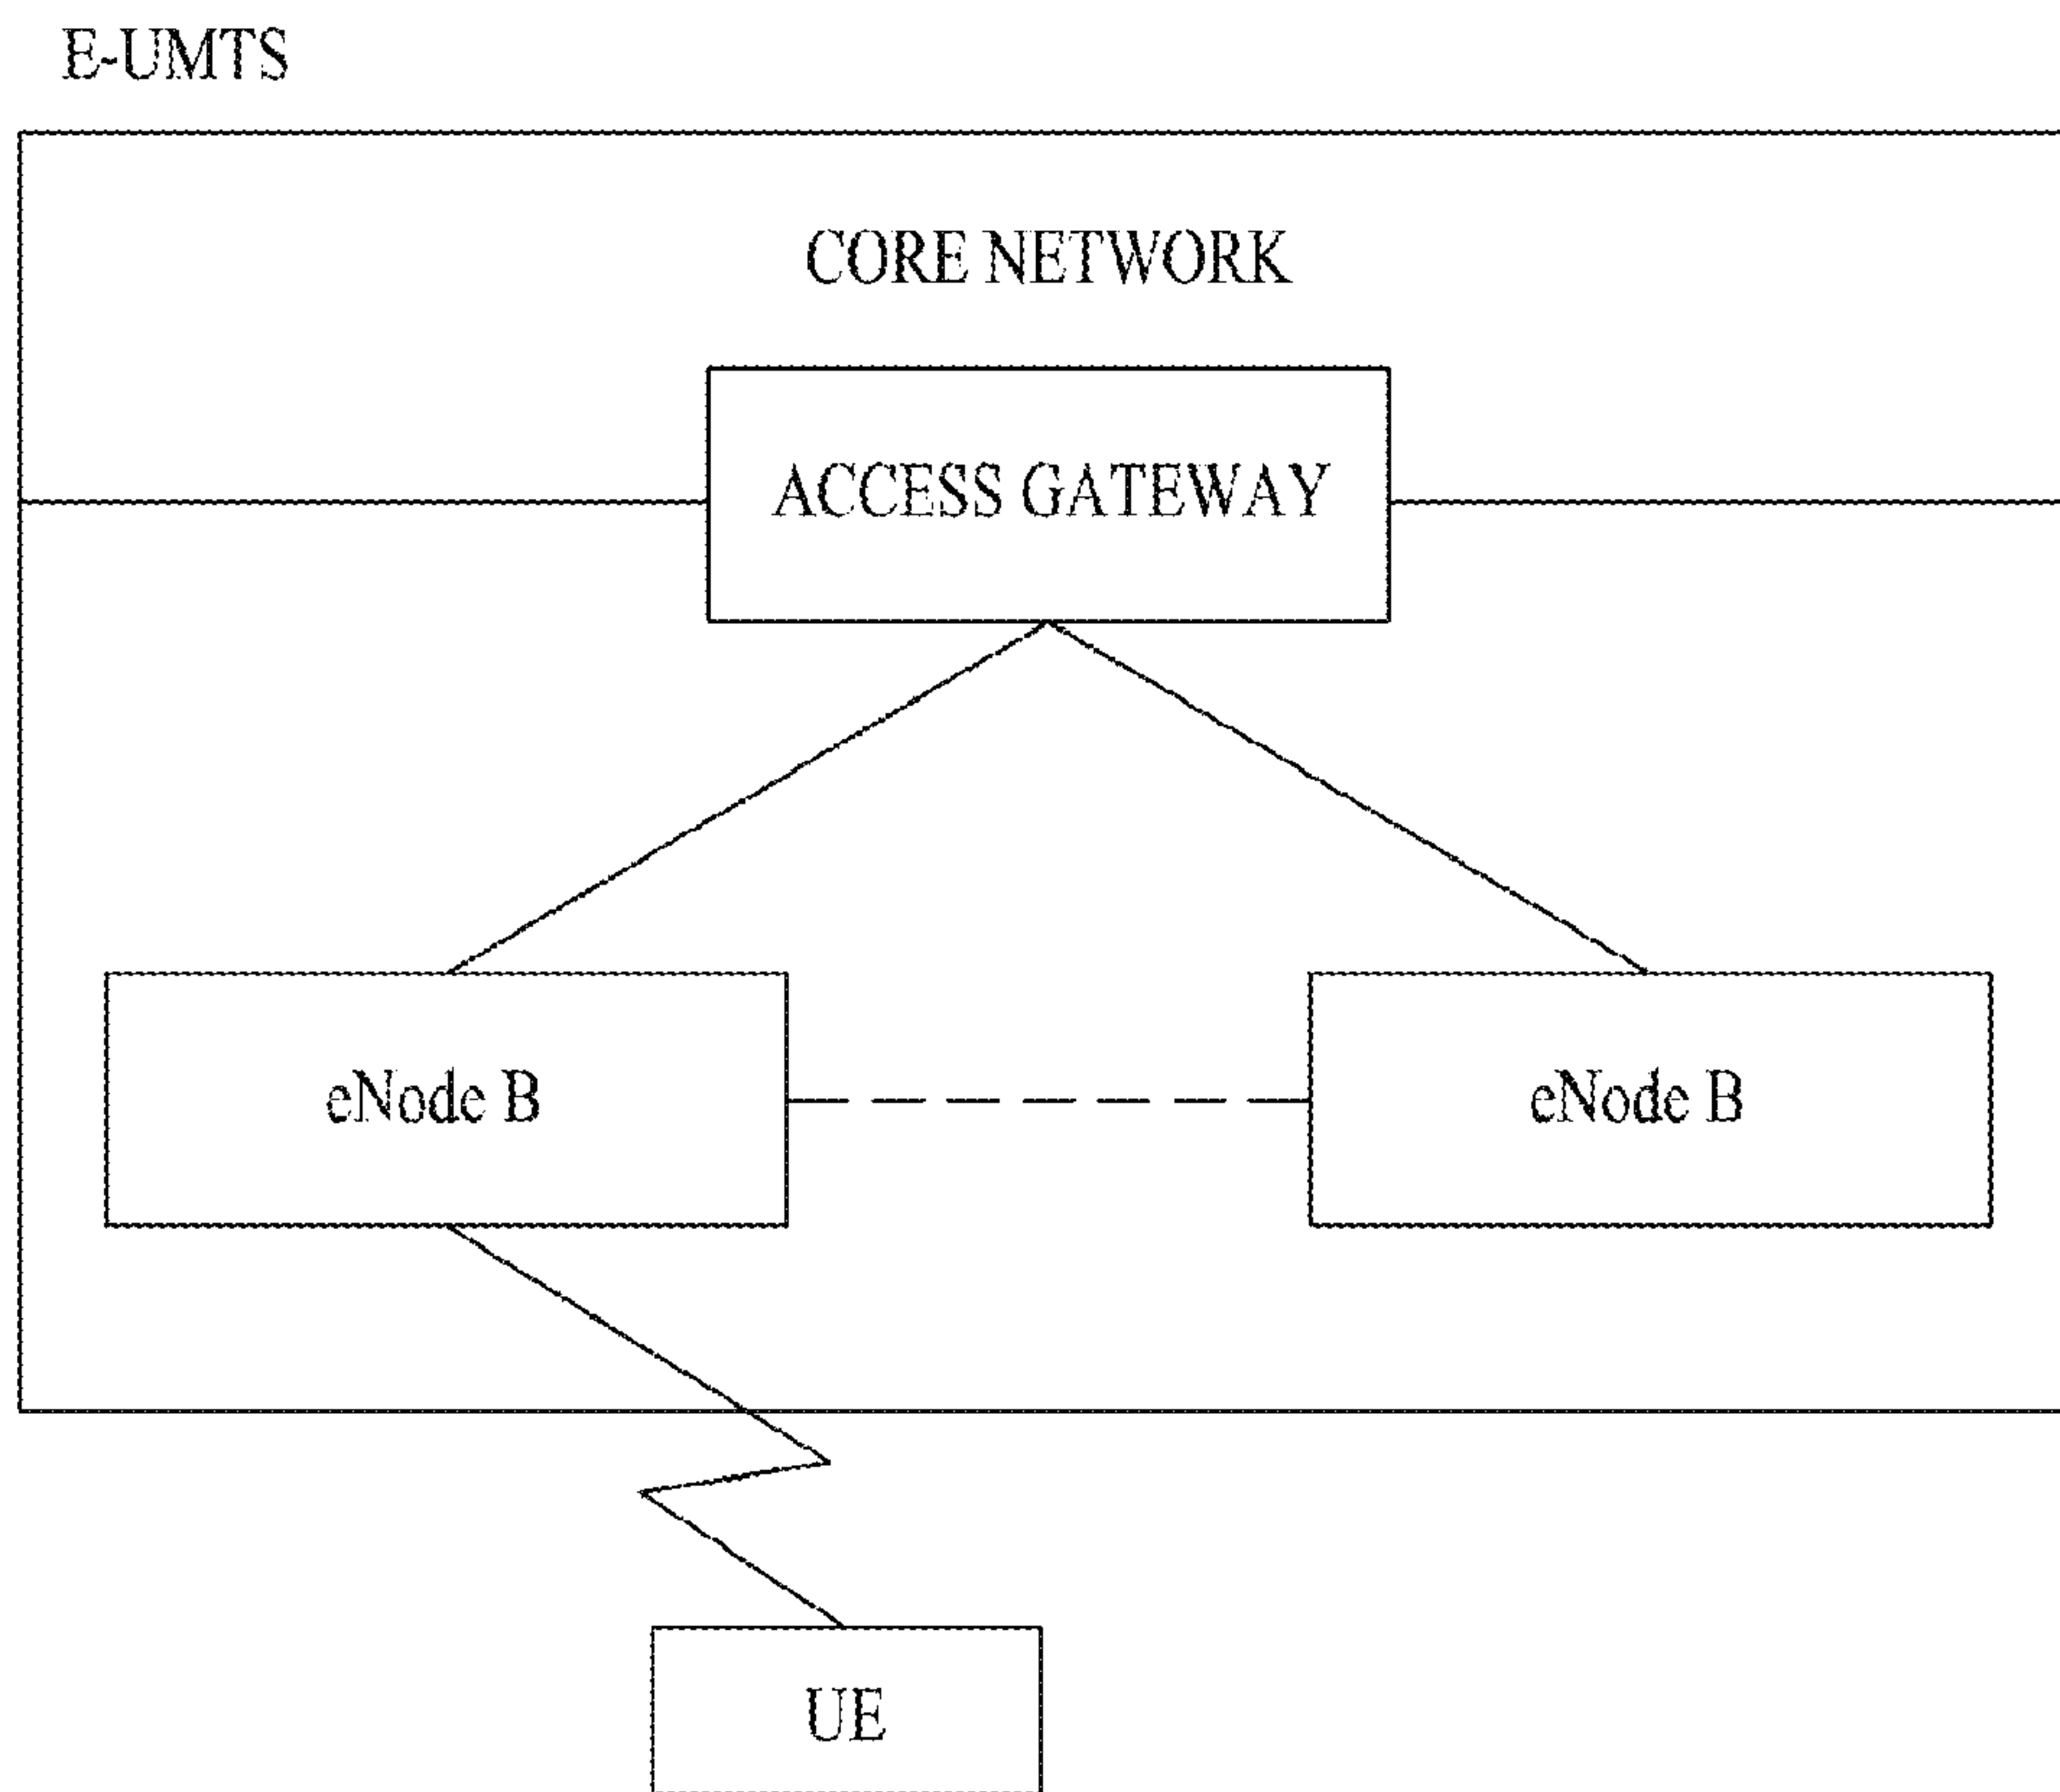 E-UMTS
CORE NETWORK
ACCESS GATEWAY
eNode B
eNode B
UE